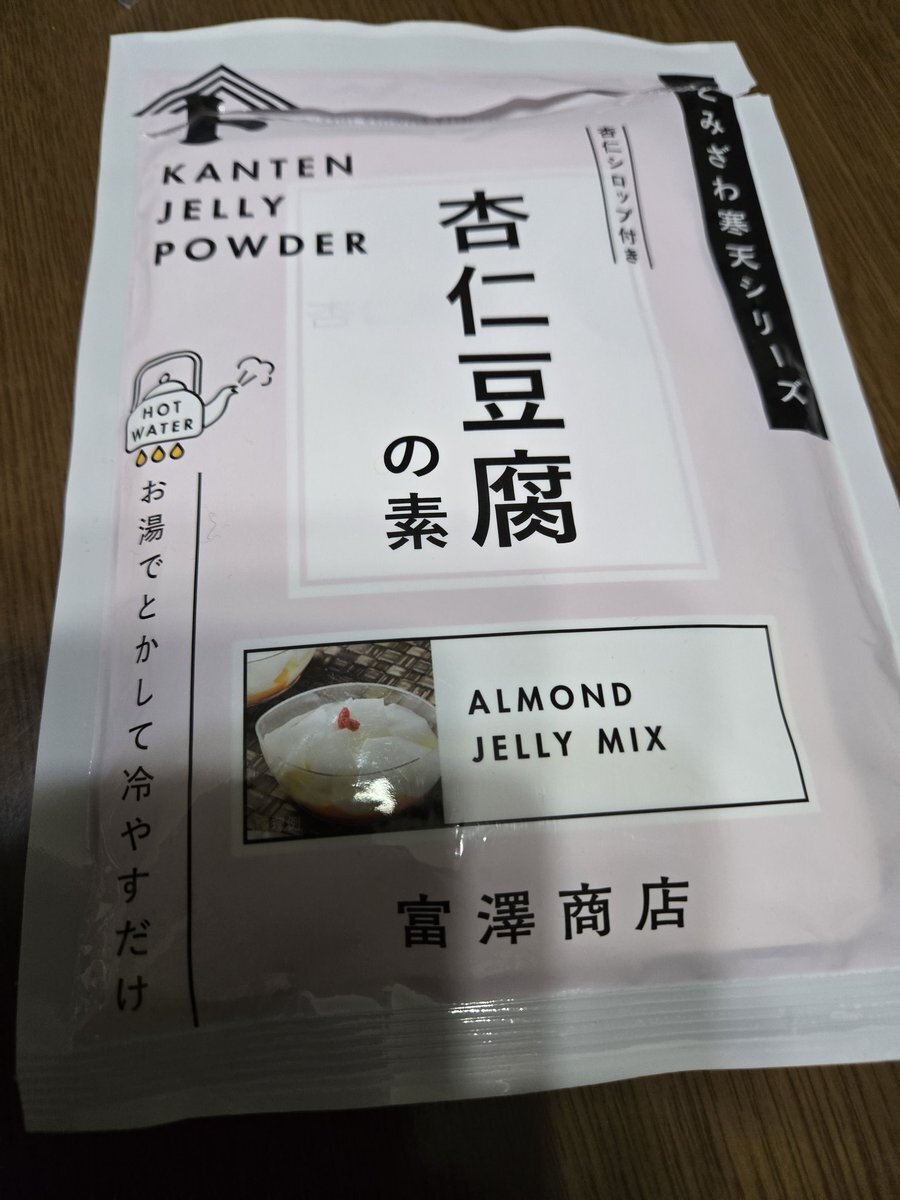 KANTEN
JELLY
POWDER
とみざわ寒天シリーズ
杏仁シロップ付き
杏仁豆腐
の素
HOT
WATER
お湯でとかして冷やすだけ
ALMOND
JELLY MIX
富澤商店